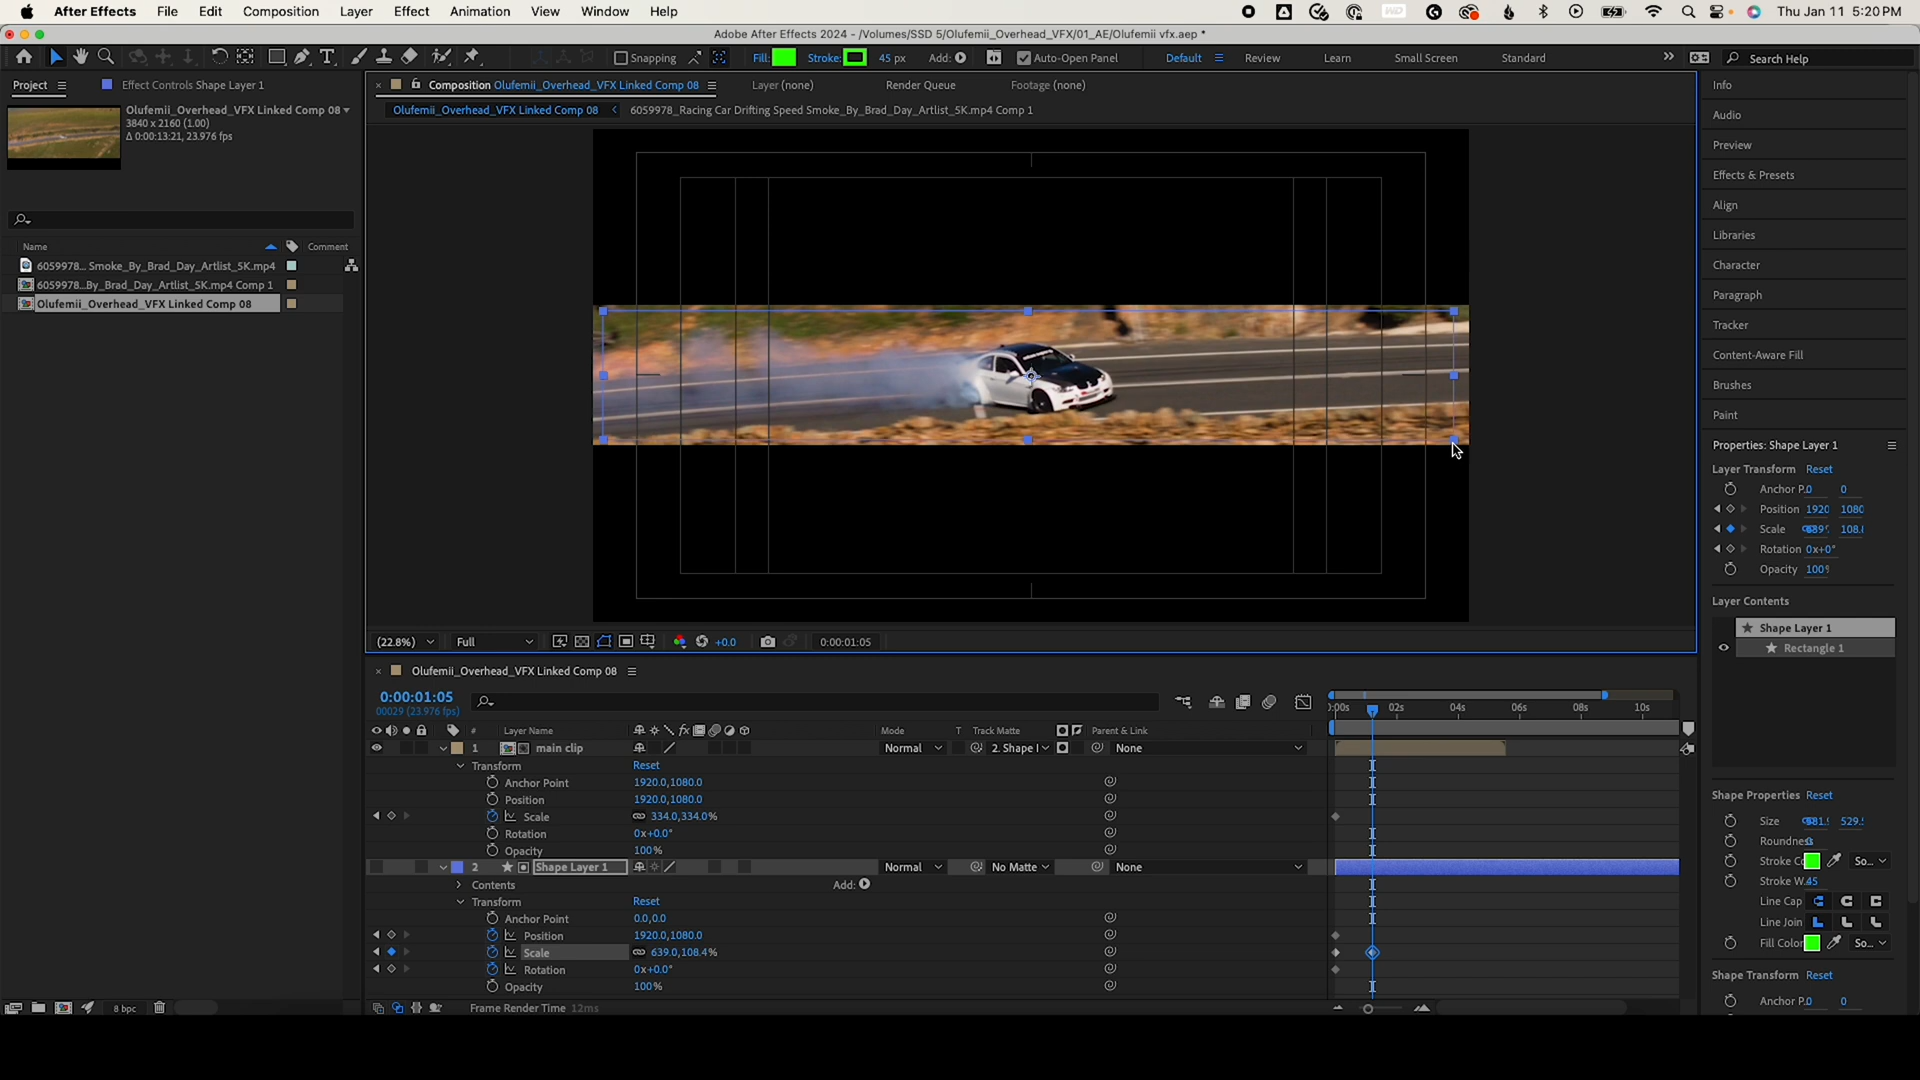 After Effects File Edit Composition Layer Effect Animation View Window Help Thu Jan 11 5:20 PM
Adobe After Effects 2024 - /Volumes/SSD 5/Olufemii_Overhead_VFX/01_AE/Olufemii vfx.aep *
Snapping Fill: Stroke: 45 px Add: Auto-Open Panel Default Review Learn Small Screen Standard Search Help
Project Effect Controls Shape Layer 1 Composition Olufemii_Overhead_VFX Linked Comp 08 Layer (none) Render Queue Footage (none) Info
Olufemii_Overhead_VFX Linked Comp 08
3840 x 2160 (1.00)
Δ 0:00:13:21, 23.976 fps
Olufemii_Overhead_VFX Linked Comp 08 6059978_Racing Car Drifting Speed Smoke_By_Brad_Day_Artlist_5K.mp4 Comp 1
Name Comment
6059978... Smoke_By_Brad_Day_Artlist_5K.mp4
6059978...By_Brad_Day_Artlist_5K.mp4 Comp 1
Olufemii_Overhead_VFX Linked Comp 08
Audio
Preview
Effects & Presets
Align
Libraries
Character
Paragraph
Tracker
Content-Aware Fill
Brushes
Paint
Properties: Shape Layer 1
Layer Transform Reset
Anchor P. 0 0
Position 1920 1080
Scale 108.
Rotation 0x+0°
Opacity 100
Layer Contents
Shape Layer 1
Rectangle 1
(22.8%) Full +0.0 0:00:01:05
Olufemii_Overhead_VFX Linked Comp 08
0:00:01:05
00029 (23.976 fps)
:00s 02s 04s 06s 08s 10s
# Layer Name Mode T Track Matte Parent & Link
1 main clip Normal 2. Shape l None
Transform Reset
Anchor Point 1920.0,1080.0
Position 1920.0,1080.0
Scale 334.0,334.0%
Rotation 0x+0.0°
Opacity 100%
2 Shape Layer 1 Normal No Matte None
Contents Add:
Transform Reset
Anchor Point 0.0,0.0
Position 1920.0,1080.0
Scale 639.0,108.4%
Rotation 0x+0.0°
Opacity 100%
8 bpc Frame Render Time 12ms
Shape Properties Reset
Size 529.
Roundness
Stroke Co So...
Stroke W. 45
Line Cap
Line Join
Fill Color So...
Shape Transform Reset
Anchor P. 0 0